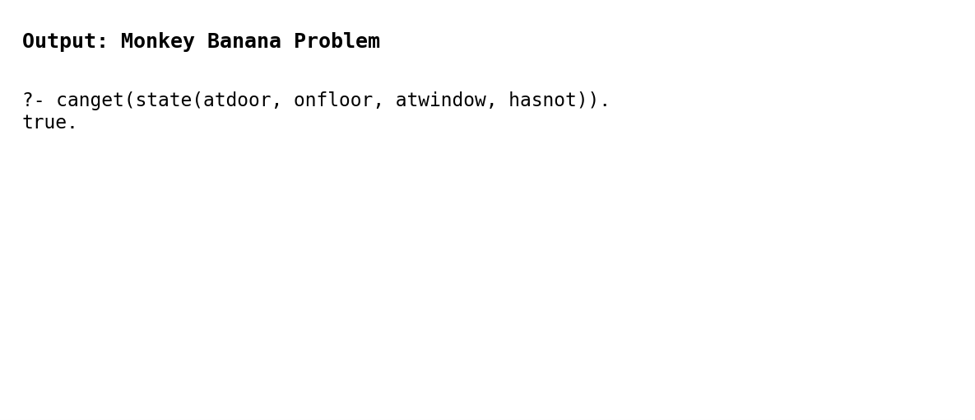 Output: Monkey Banana Problem
?- canget(state(atdoor, onfloor, atwindow, hasnot)).
true.